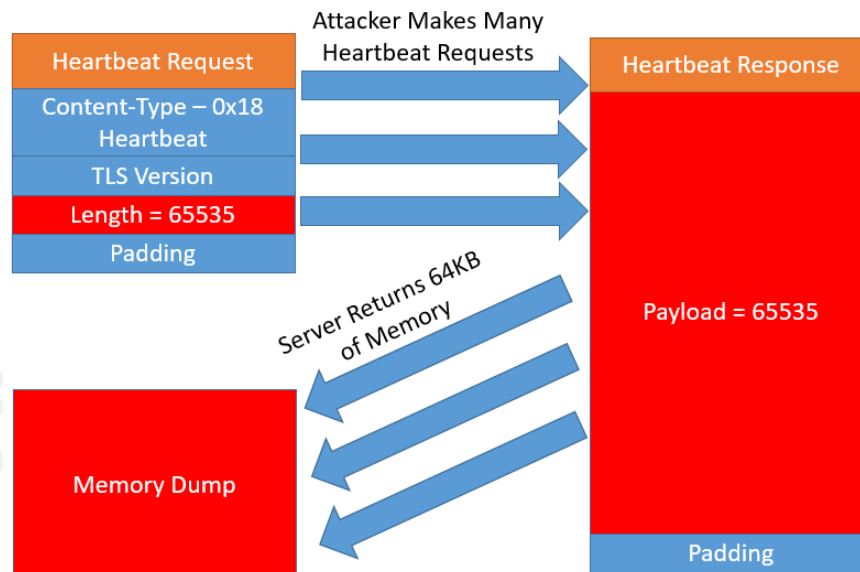 Attacker Makes Many
Heartbeat Requests
Heartbeat Request
Content-Type – 0x18
Heartbeat
TLS Version
Length = 65535
Padding
Heartbeat Response
Payload = 65535
Padding
Server Returns 64KB
of Memory
Memory Dump